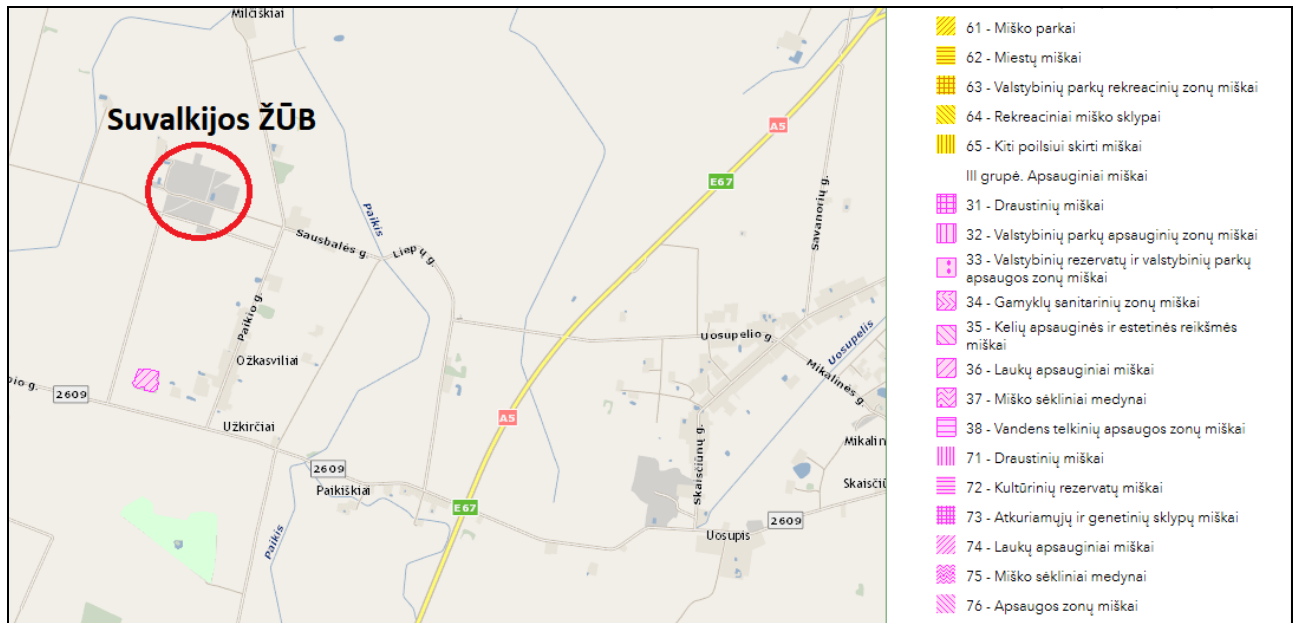 Milčiškiai
Suvalkijos ŽŪB
A5
E67
Savanorių g.
Paikis
Sausbalės g.
Liepų g.
Paikio g.
Uosupelio g.
Uosupelis
Mikalinės g.
Ožkasviliai
pio g.
2609
A5
Užkirčiai
Mikalin
2609
Skaisčiūnų g.
Skaisčiū
Paikiškiai
E67
2609
Uosupis
Paikis
61 - Miško parkai
62 - Miestų miškai
63 - Valstybinių parkų rekreacinių zonų miškai
64 - Rekreaciniai miško sklypai
65 - Kiti poilsiui skirti miškai
III grupė. Apsauginiai miškai
31 - Draustinių miškai
32 - Valstybinių parkų apsauginių zonų miškai
33 - Valstybinių rezervatų ir valstybinių parkų
apsaugos zonų miškai
34 - Gamyklų sanitarinių zonų miškai
35 - Kelių apsauginės ir estetinės reikšmės
miškai
36 - Laukų apsauginiai miškai
37 - Miško sėkliniai medynai
38 - Vandens telkinių apsaugos zonų miškai
71 - Draustinių miškai
72 - Kultūrinių rezervatų miškai
73 - Atkuriamųjų ir genetinių sklypų miškai
74 - Laukų apsauginiai miškai
75 - Miško sėkliniai medynai
76 - Apsaugos zonų miškai